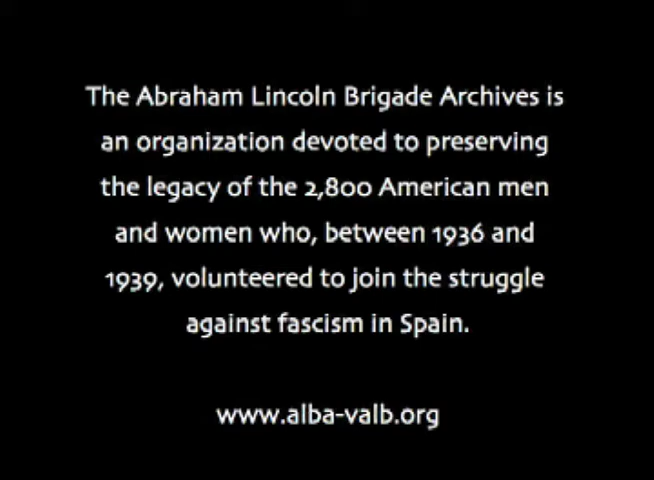 The Abraham Lincoln Brigade Archives is
an organization devoted to preserving
the legacy of the 2,800 American men
and women who, between 1936 and
1939, volunteered to join the struggle
against fascism in Spain.
www.alba-valb.org